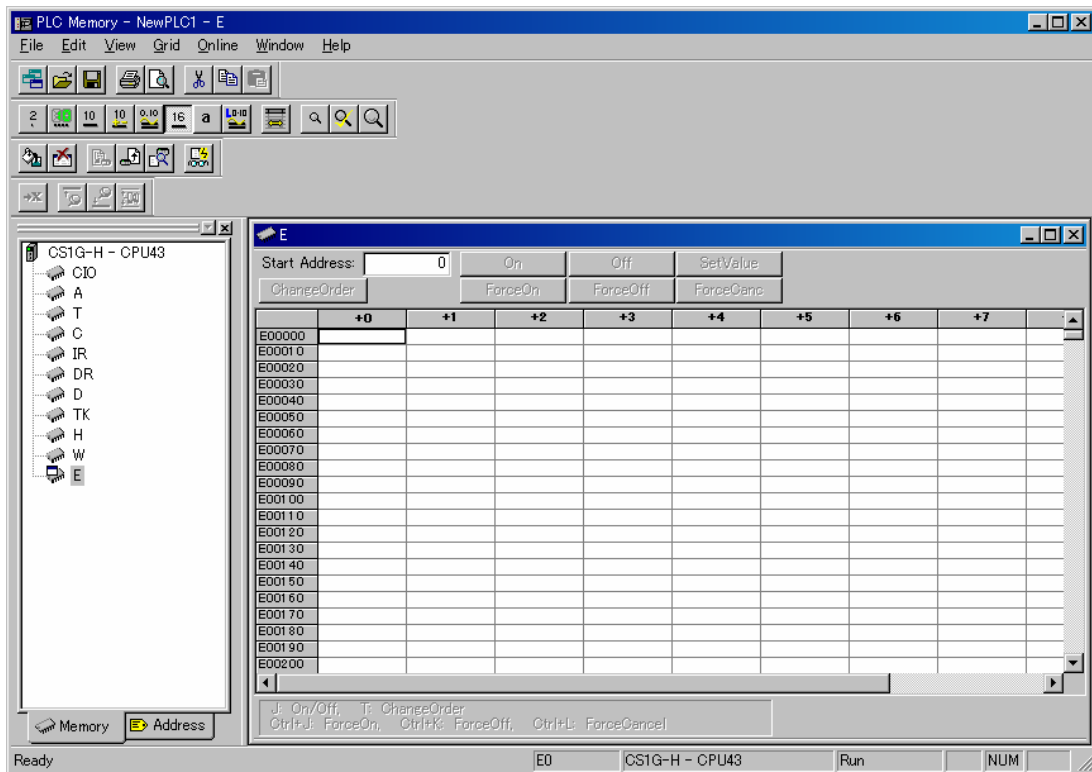 PLC Memory - NewPLC1 - E
File Edit View Grid Online Window Help
2 10 10 0.10 16 a L0-10
→X
CS1G-H - CPU43
CIO
A
T
C
IR
DR
D
TK
H
W
E
Memory Address
E
Start Address: 0 On Off SetValue
ChangeOrder ForceOn ForceOff ForceCanc
+0 +1 +2 +3 +4 +5 +6 +7
E00000
E00010
E00020
E00030
E00040
E00050
E00060
E00070
E00080
E00090
E00100
E00110
E00120
E00130
E00140
E00150
E00160
E00170
E00180
E00190
E00200
J: On/Off, T: ChangeOrder
Ctrl+J: ForceOn, Ctrl+K: ForceOff, Ctrl+L: ForceCancel
Ready E0 CS1G-H - CPU43 Run NUM